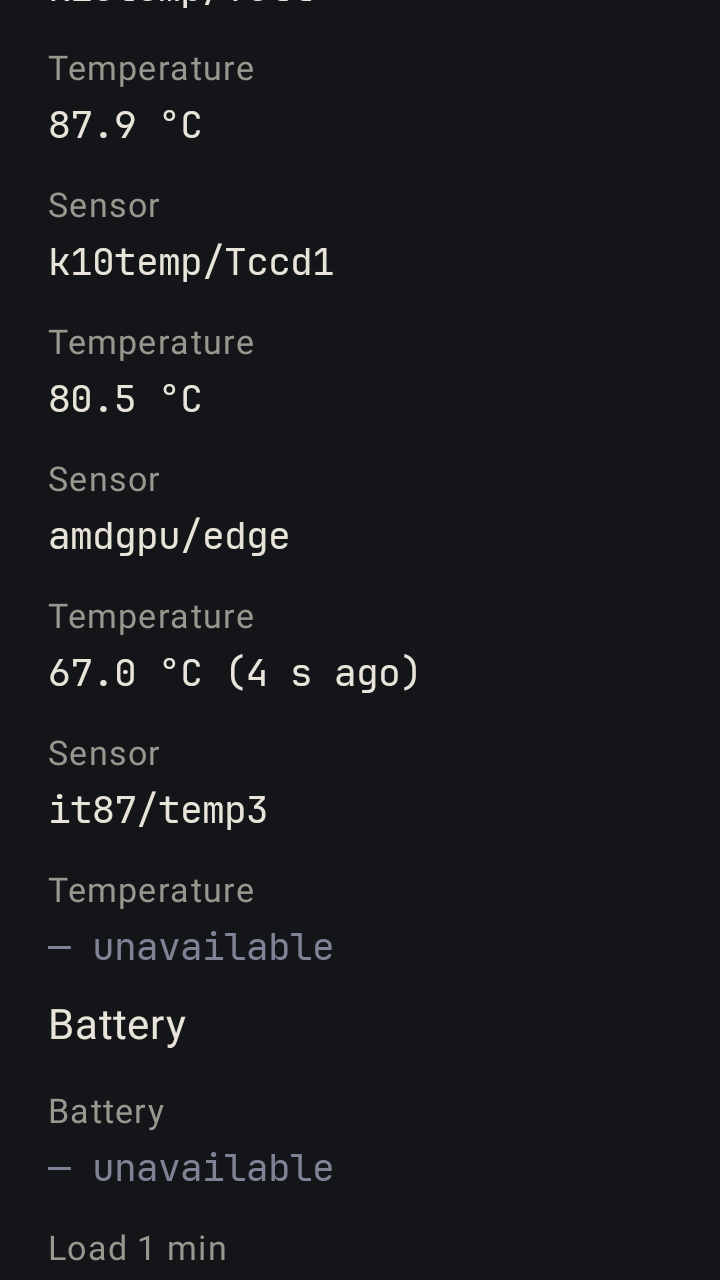 Temperature
87.9 °C
Sensor
k10temp/Tccd1
Temperature
80.5 °C
Sensor
amdgpu/edge
Temperature
67.0 °C (4 s ago)
Sensor
it87/temp3
Temperature
— unavailable
Battery
Battery
— unavailable
Load 1 min